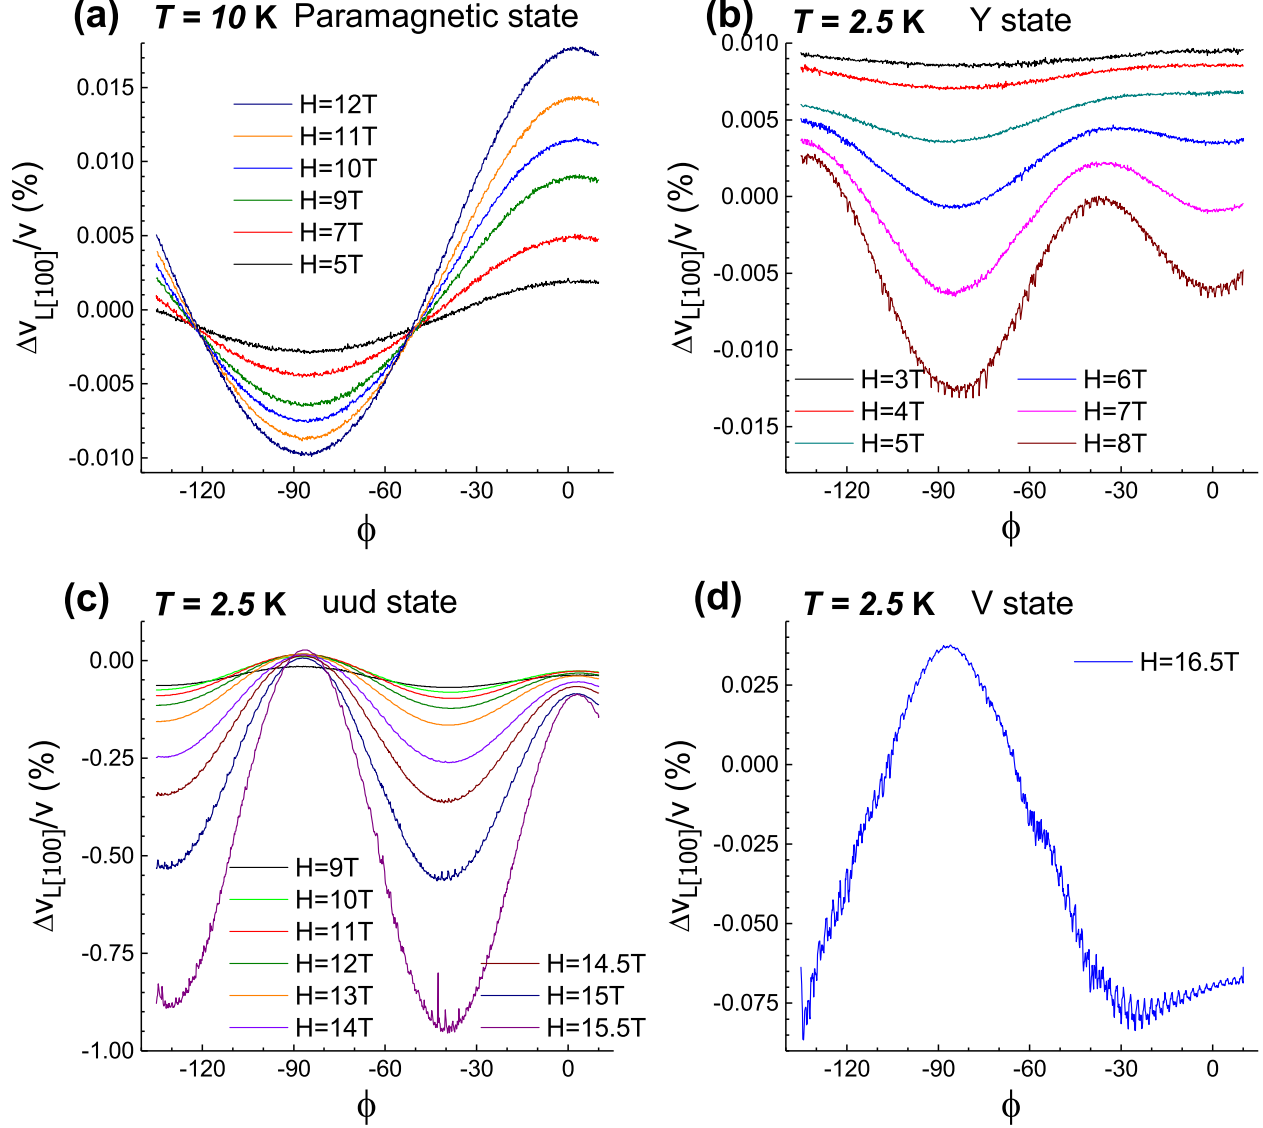 (a) T = 10 K Paramagnetic state
0.015
0.010
0.005
0.000
-0.005
-0.010
ΔvL[100]/v (%)
H=12T
H=11T
H=10T
H=9T
H=7T
H=5T
-120 -90 -60 -30 0
ϕ
(b) T = 2.5 K Y state
0.010
0.005
0.000
-0.005
-0.010
-0.015
ΔvL[100]/v (%)
H=3T H=6T
H=4T H=7T
H=5T H=8T
-120 -90 -60 -30 0
ϕ
(c) T = 2.5 K uud state
0.00
-0.25
-0.50
-0.75
-1.00
ΔvL[100]/v (%)
H=9T
H=10T
H=11T
H=12T
H=13T
H=14T
H=14.5T
H=15T
H=15.5T
-120 -90 -60 -30 0
ϕ
(d) T = 2.5 K V state
0.025
0.000
-0.025
-0.050
-0.075
ΔvL[100]/v (%)
H=16.5T
-120 -90 -60 -30 0
ϕ